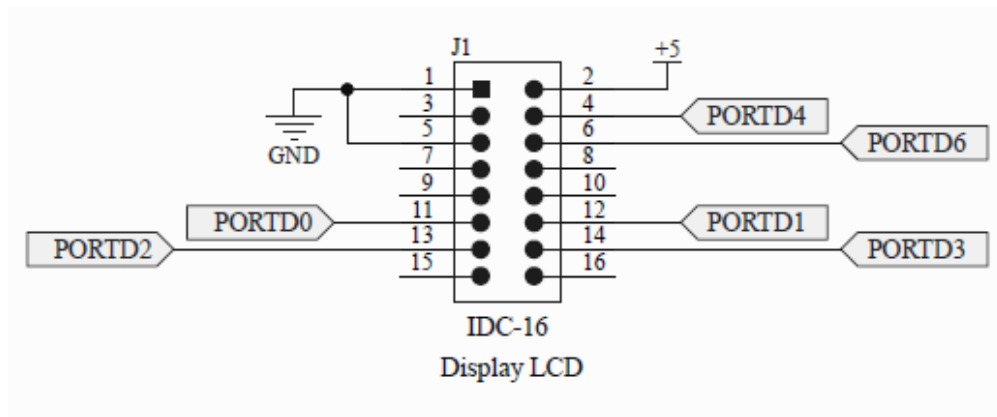 J1
+5
1 2
3 4 PORTD4
5 6 PORTD6
GND
7 8
9 10
PORTD0 11 12 PORTD1
PORTD2 13 14 PORTD3
15 16
IDC-16
Display LCD